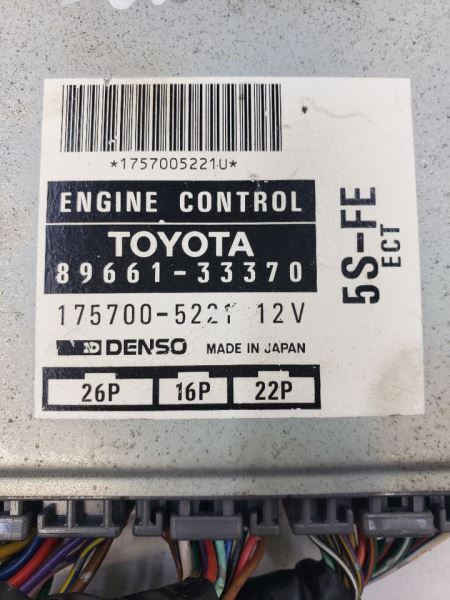 *1757005221U*
ENGINE CONTROL
TOYOTA
89661-33370
175700-5221 12V
ND DENSO MADE IN JAPAN
26P 16P 22P
5S-FE
ECT